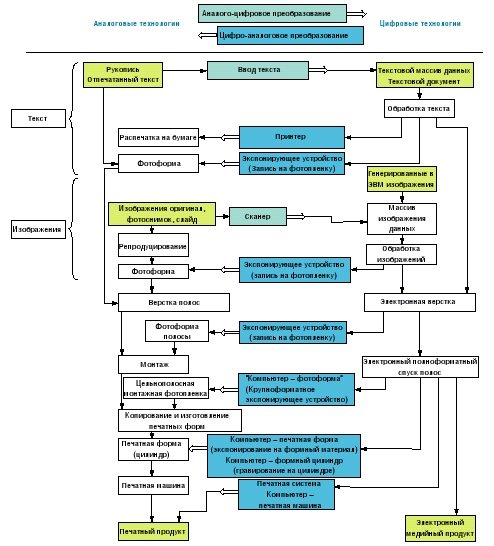 Аналого-цифровое преобразование
Аналоговые технологии
Цифровые технологии
Цифро-аналоговое преобразование
Рукопись
Отпечатанный текст
Ввод текста
Текстовой массив данных
Текстовой документ
Обработка текста
Текст
Распечатка на бумаге
Принтер
Фотоформа
Экспонирующее устройство
(Запись на фотопленку)
Генерированные в
ЭВМ изображения
Изображения оригинал,
фотоснимок, слайд
Сканер
Массив
изображения
данных
Изображения
Репродуцирование
Обработка
изображений
Фотоформа
Экспонирующее устройство
(запись на фотопленку)
Верстка полос
Электронная верстка
Фотоформа
полосы
Экспонирующее устройство
(запись на фотопленку)
Монтаж
Электронный полноформатный
спуск полос
Цельнополосная
монтажная фотопленка
"Компьютер – фотоформа"
(Крупноформатное
экспонирующее устройство)
Копирование и изготовление
печатных форм
Печатная форма
(цилиндр)
Компьютер – печатная форма
(экспонирование на формный материал)
Компьютер – формный цилиндр
(гравирование на цилиндре)
Печатная машина
Печатная система
Компьютер –
печатная машина
Печатный продукт
Электронный
медийный продукт